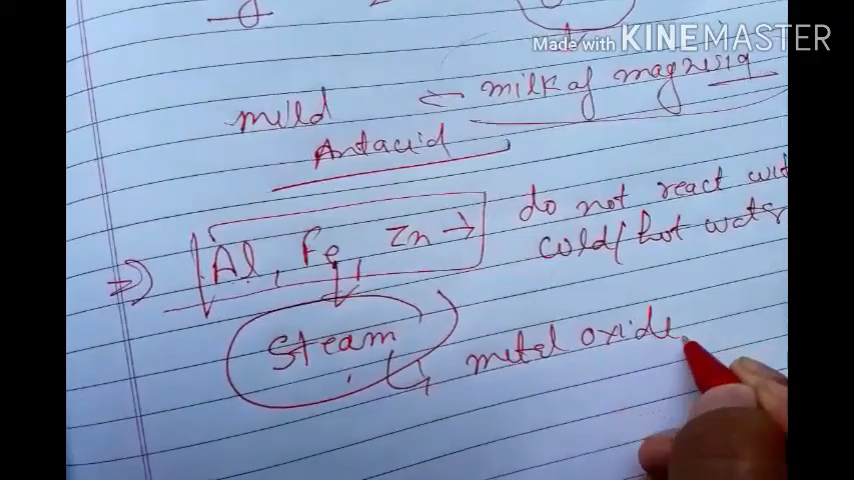 Made with KINEMASTER
mild ← milk of magnesia
Antacid
⇒) Al, Fe, Zn → do not react wit
cold/hot water
Steam
metal oxide